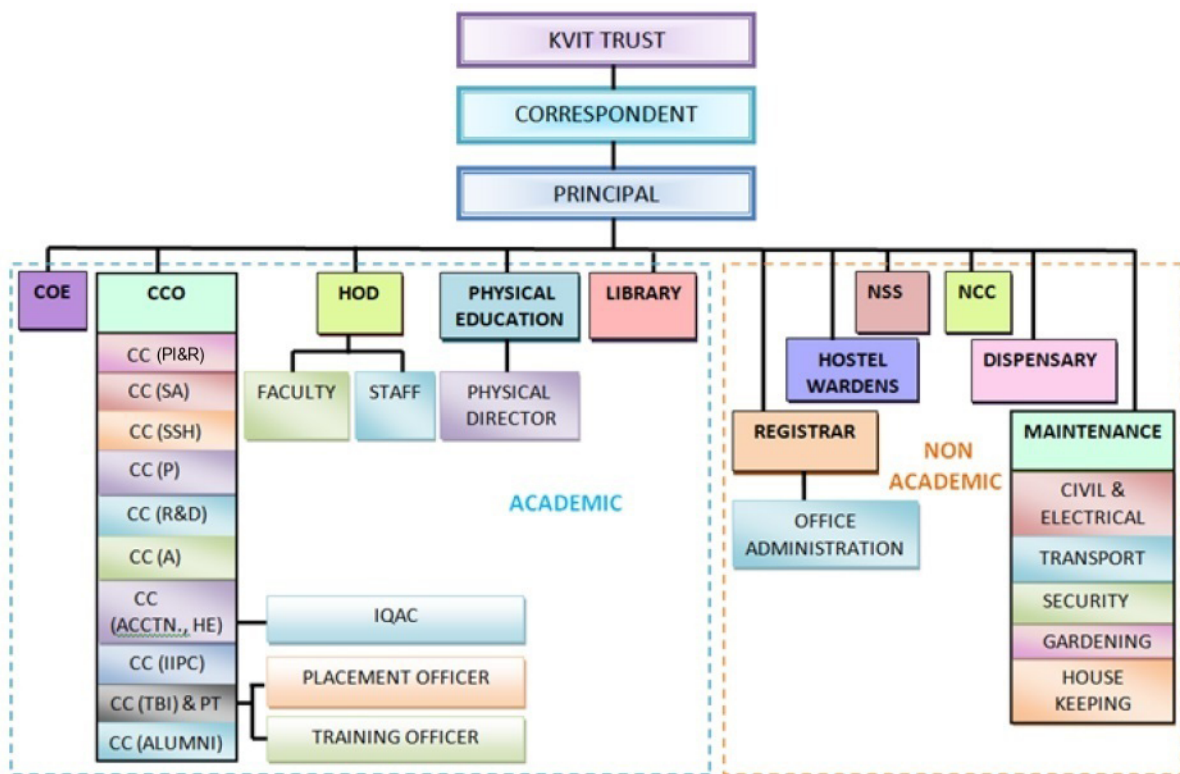 KVIT TRUST
CORRESPONDENT
PRINCIPAL
COE
CCO
HOD
PHYSICAL
EDUCATION
LIBRARY
NSS
NCC
CC (PI&R)
CC (SA)
CC (SSH)
CC (P)
CC (R&D)
CC (A)
CC
(ACCTN., HE)
CC (IIPC)
CC (TBI) & PT
CC (ALUMNI)
FACULTY
STAFF
PHYSICAL
DIRECTOR
IQAC
PLACEMENT OFFICER
TRAINING OFFICER
ACADEMIC
HOSTEL
WARDENS
DISPENSARY
REGISTRAR
OFFICE
ADMINISTRATION
NON
ACADEMIC
MAINTENANCE
CIVIL &
ELECTRICAL
TRANSPORT
SECURITY
GARDENING
HOUSE
KEEPING